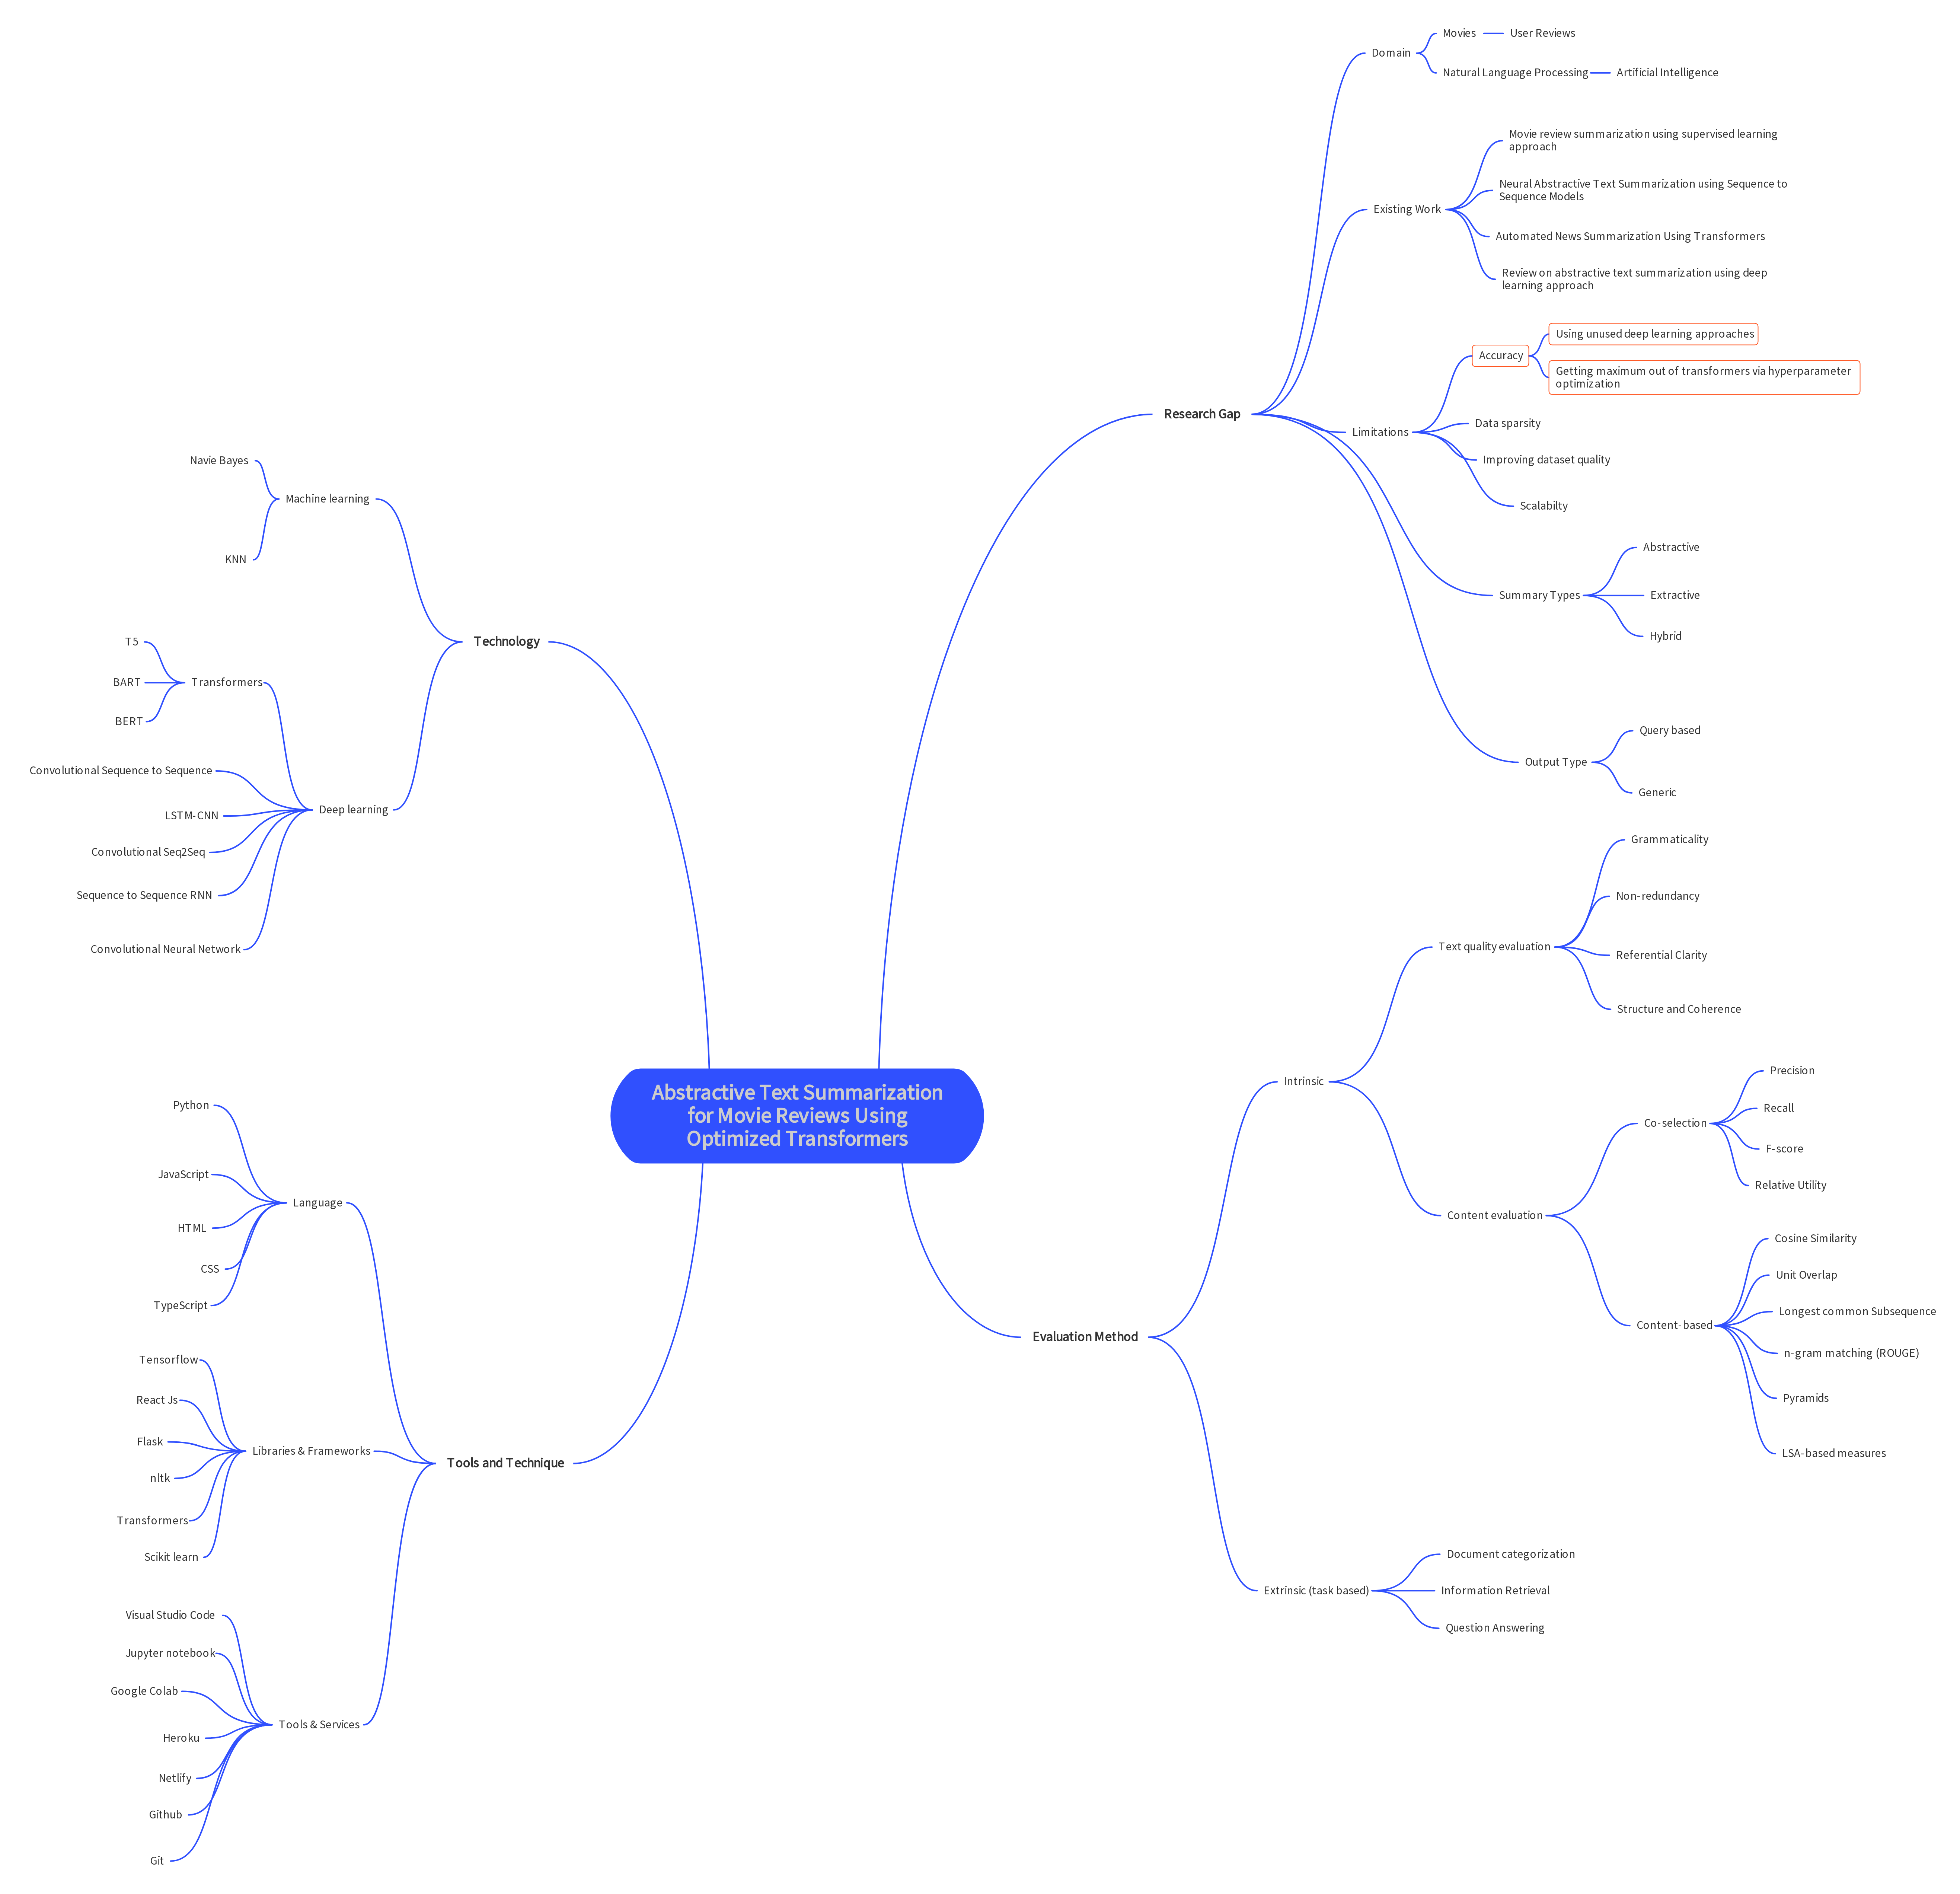 Abstractive Text Summarization
for Movie Reviews Using
Optimized Transformers
Research Gap
Domain
Movies
User Reviews
Natural Language Processing
Artificial Intelligence
Existing Work
Movie review summarization using supervised learning
approach
Neural Abstractive Text Summarization using Sequence to
Sequence Models
Automated News Summarization Using Transformers
Review on abstractive text summarization using deep
learning approach
Limitations
Accuracy
Using unused deep learning approaches
Getting maximum out of transformers via hyperparameter
optimization
Data sparsity
Improving dataset quality
Scalabilty
Summary Types
Abstractive
Extractive
Hybrid
Output Type
Query based
Generic
Evaluation Method
Intrinsic
Text quality evaluation
Grammaticality
Non-redundancy
Referential Clarity
Structure and Coherence
Content evaluation
Co-selection
Precision
Recall
F-score
Relative Utility
Content-based
Cosine Similarity
Unit Overlap
Longest common Subsequence
n-gram matching (ROUGE)
Pyramids
LSA-based measures
Extrinsic (task based)
Document categorization
Information Retrieval
Question Answering
Technology
Machine learning
Navie Bayes
KNN
Deep learning
Transformers
T5
BART
BERT
Convolutional Sequence to Sequence
LSTM-CNN
Convolutional Seq2Seq
Sequence to Sequence RNN
Convolutional Neural Network
Tools and Technique
Language
Python
JavaScript
HTML
CSS
TypeScript
Libraries & Frameworks
Tensorflow
React Js
Flask
nltk
Transformers
Scikit learn
Tools & Services
Visual Studio Code
Jupyter notebook
Google Colab
Heroku
Netlify
Github
Git